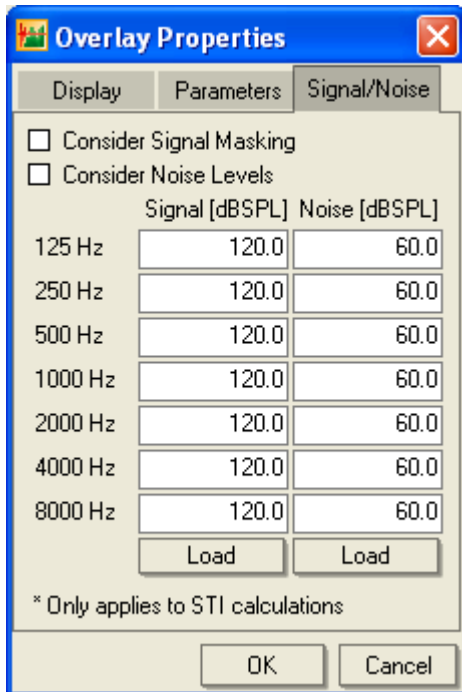 Overlay Properties
Display Parameters Signal/Noise
Consider Signal Masking
Consider Noise Levels
Signal [dBSPL] Noise [dBSPL]
125 Hz 120.0 60.0
250 Hz 120.0 60.0
500 Hz 120.0 60.0
1000 Hz 120.0 60.0
2000 Hz 120.0 60.0
4000 Hz 120.0 60.0
8000 Hz 120.0 60.0
Load Load
* Only applies to STI calculations
OK Cancel